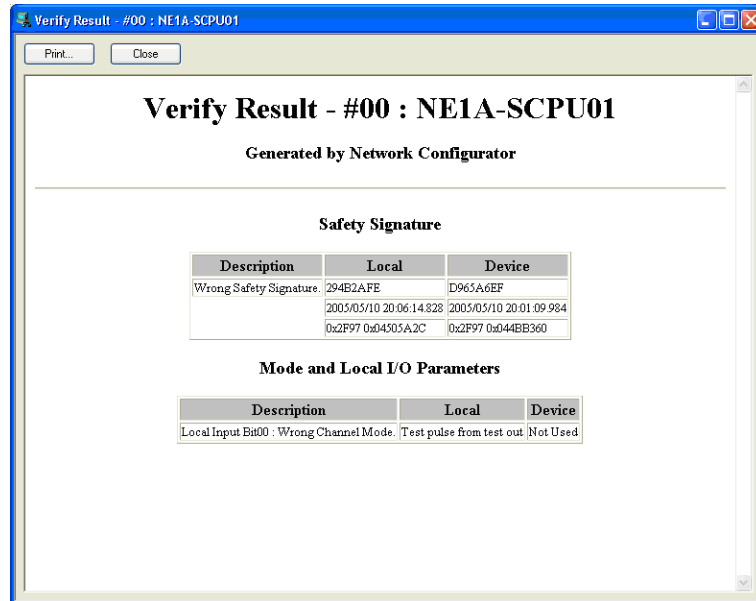 Verify Result - #00 : NE1A-SCPU01
Print... Close
Verify Result - #00 : NE1A-SCPU01
Generated by Network Configurator
Safety Signature
Description Local Device
Wrong Safety Signature. 294B2AFE D965A6EF
2005/05/10 20:06:14.828 2005/05/10 20:01:09.984
0x2F97 0x04505A2C 0x2F97 0x044BB360
Mode and Local I/O Parameters
Description Local Device
Local Input Bit00 : Wrong Channel Mode. Test pulse from test out Not Used